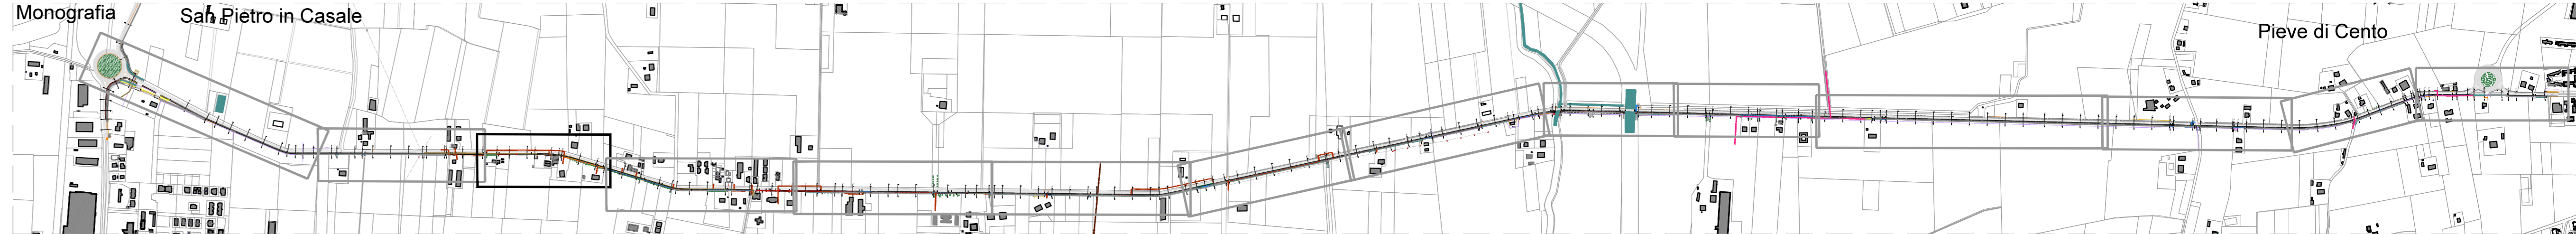 Monografia
San Pietro in Casale
Pieve di Cento